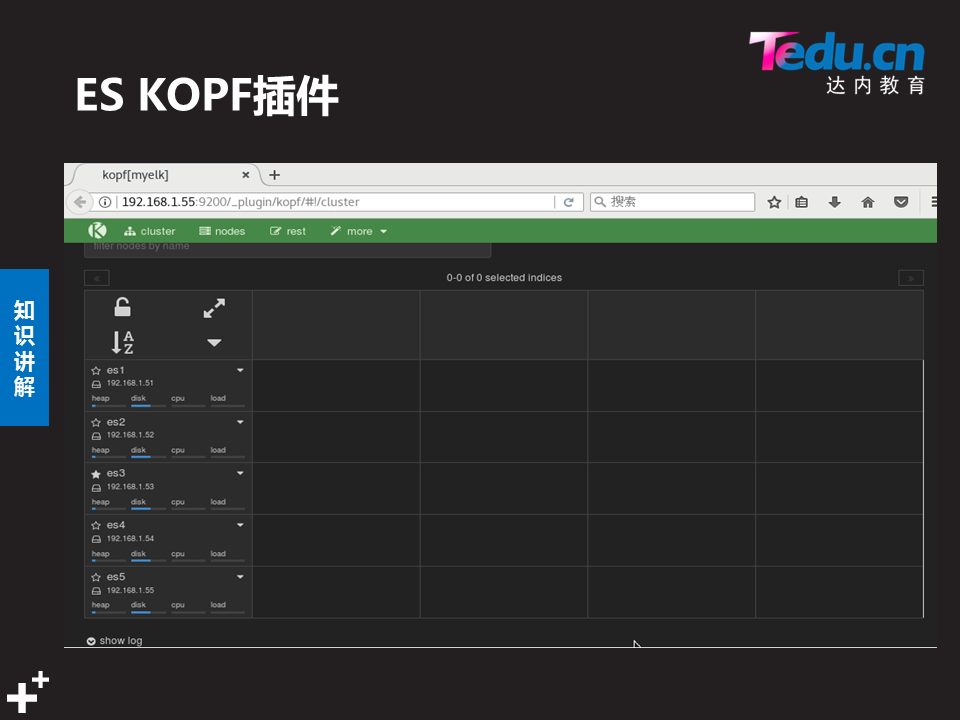 Tedu.cn
达内教育
ES KOPF插件
知识讲解
kopf[myelk]
192.168.1.55:9200/_plugin/kopf/#!/cluster
搜索
cluster nodes rest more
filter nodes by name
0-0 of 0 selected indices
A
Z
es1
192.168.1.51
heap disk cpu load
es2
192.168.1.52
heap disk cpu load
es3
192.168.1.53
heap disk cpu load
es4
192.168.1.54
heap disk cpu load
es5
192.168.1.55
heap disk cpu load
show log